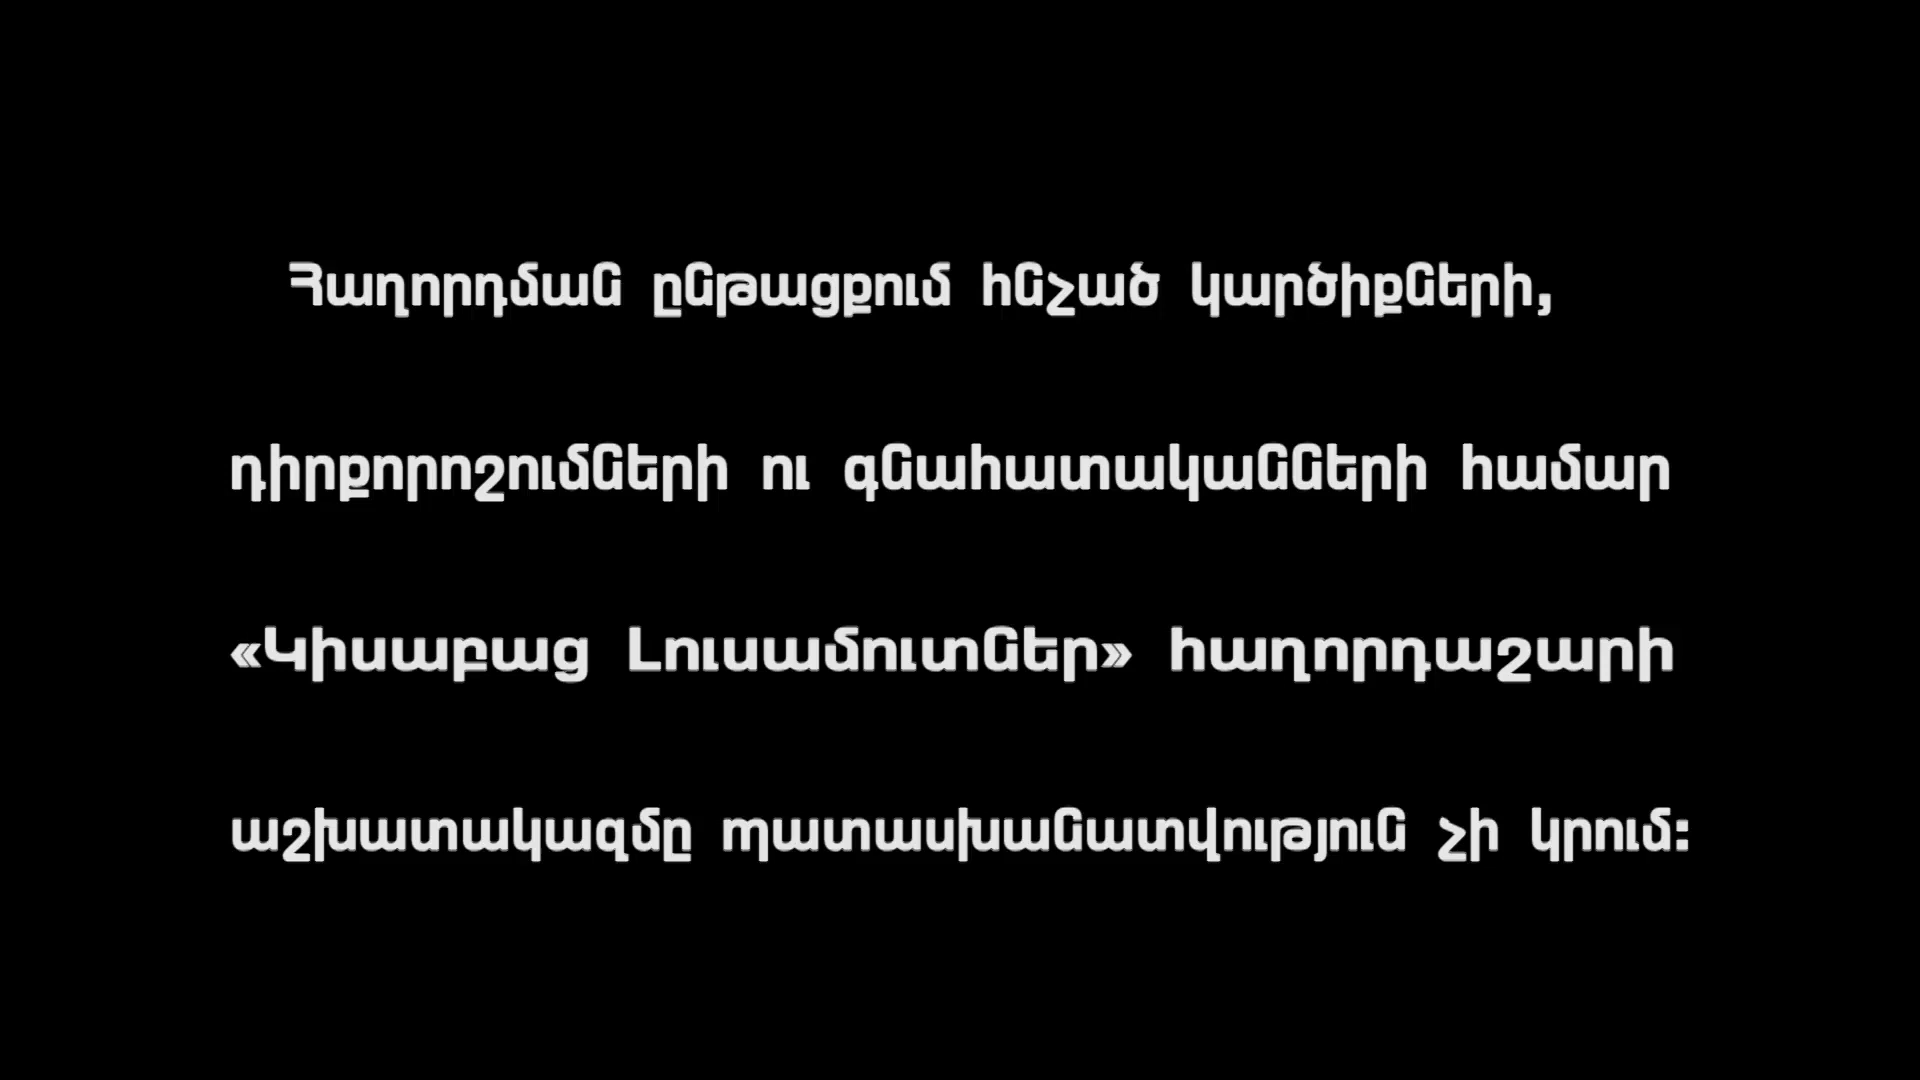 Հաղորդման ընթացքում հնչած կարծիքների,
դիրքորոշումների ու գնահատականների համար
«Կիսաբաց Լուսամուտներ» հաղորդաշարի
աշխատակազմը պատասխանատվություն չի կրում: